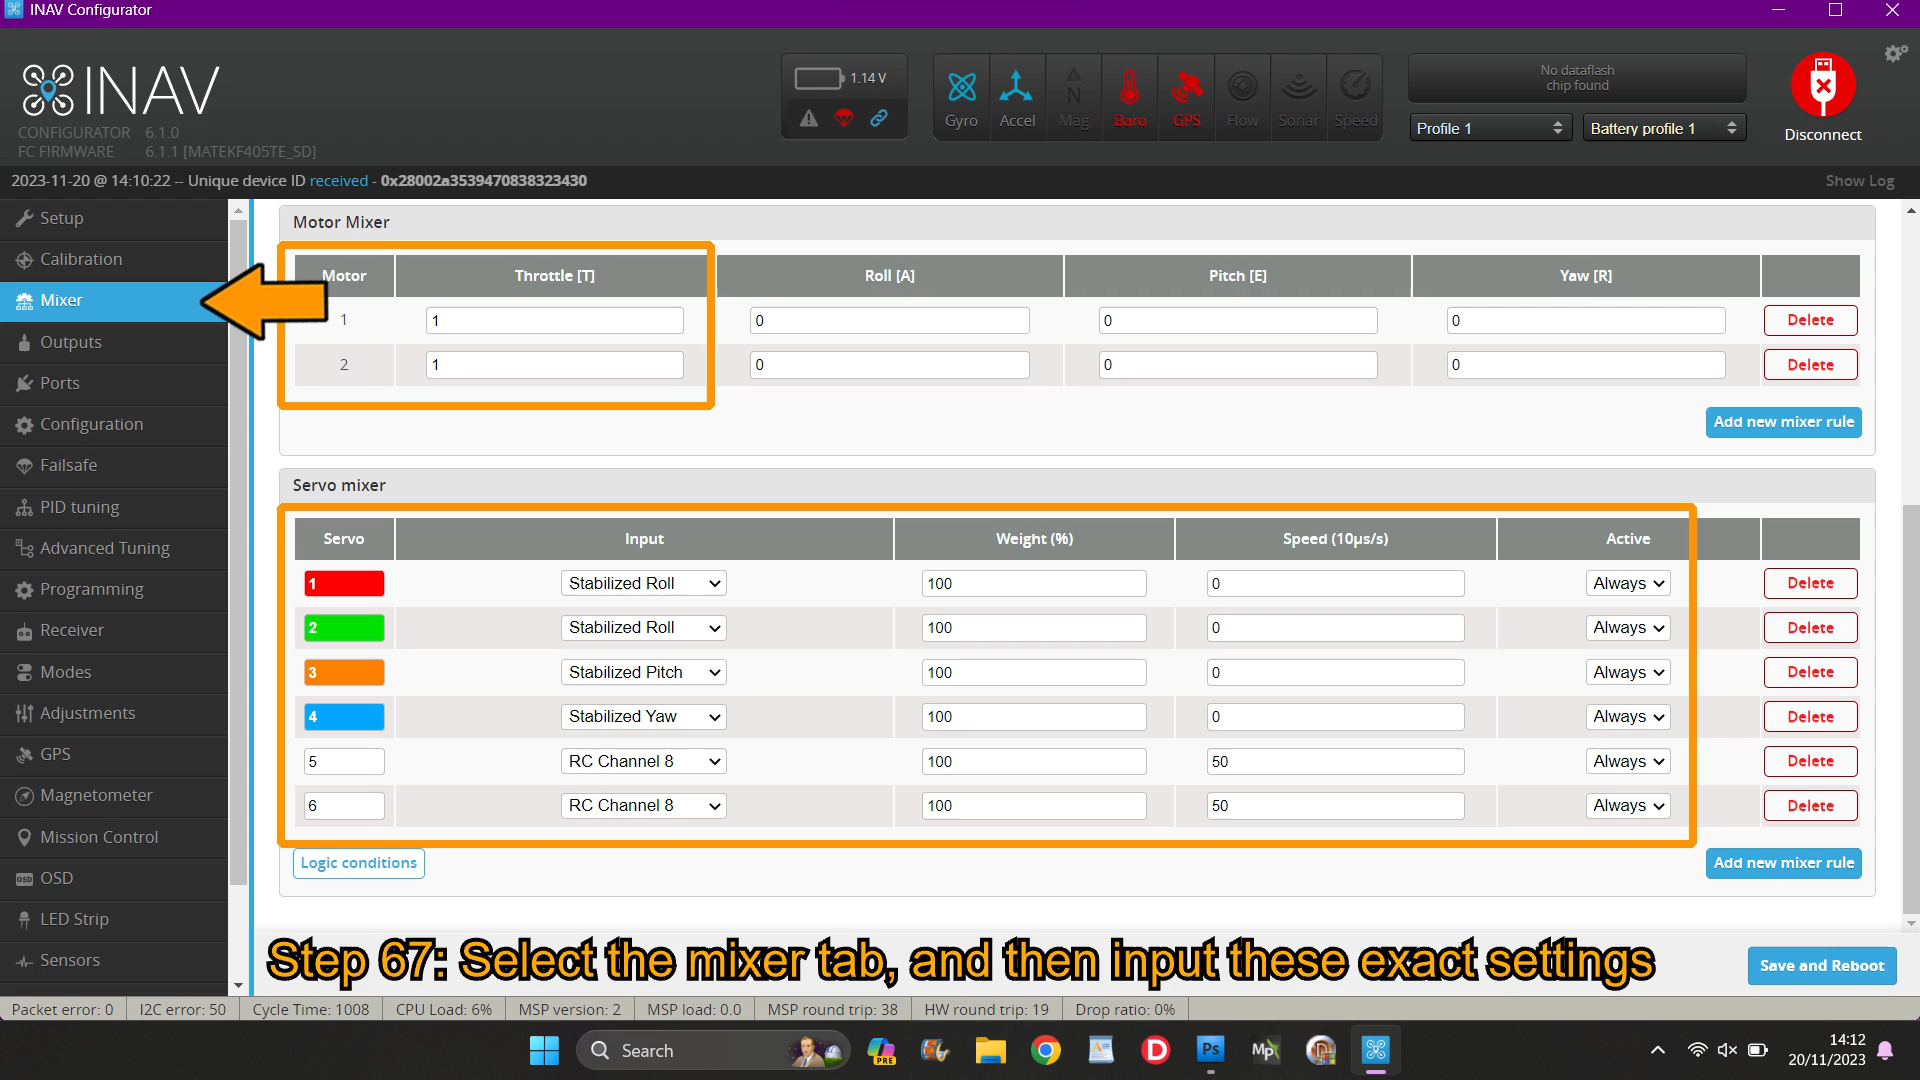 INAV Configurator
INAV
CONFIGURATOR 6.1.0
FC FIRMWARE 6.1.1 [MATEKF405TE_SD]
1.14 V
Gyro Accel Mag Baro GPS Flow Sonar Speed
No dataflash
chip found
Profile 1 Battery profile 1
Disconnect
2023-11-20 @ 14:10:22 -- Unique device ID received - 0x28002a3539470838323430
Show Log
Setup
Calibration
Mixer
Outputs
Ports
Configuration
Failsafe
PID tuning
Advanced Tuning
Programming
Receiver
Modes
Adjustments
GPS
Magnetometer
Mission Control
OSD OSD
LED Strip
Sensors
Motor Mixer
Motor Throttle [T] Roll [A] Pitch [E] Yaw [R]
1 1 0 0 0 Delete
2 1 0 0 0 Delete
Add new mixer rule
Servo mixer
Servo Input Weight (%) Speed (10µs/s) Active
1 Stabilized Roll 100 0 Always Delete
2 Stabilized Roll 100 0 Always Delete
3 Stabilized Pitch 100 0 Always Delete
4 Stabilized Yaw 100 0 Always Delete
5 RC Channel 8 100 50 Always Delete
6 RC Channel 8 100 50 Always Delete
Logic conditions Add new mixer rule
Step 67: Select the mixer tab, and then input these exact settings
Save and Reboot
Packet error: 0 I2C error: 50 Cycle Time: 1008 CPU Load: 6% MSP version: 2 MSP load: 0.0 MSP round trip: 38 HW round trip: 19 Drop ratio: 0%
Search
PRE
D
Ps
Mp
14:12
20/11/2023